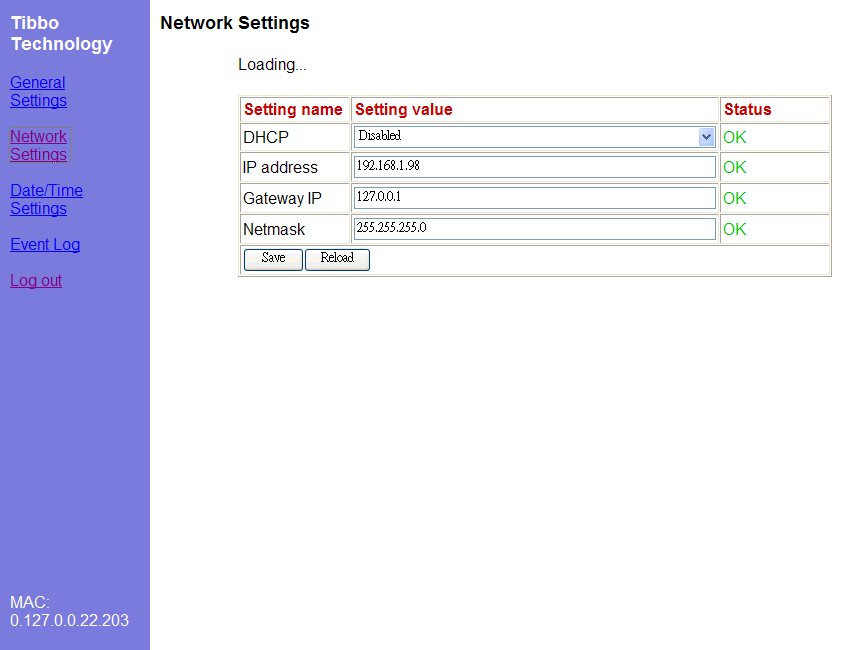 Tibbo
Technology
General
Settings
Network
Settings
Date/Time
Settings
Event Log
Log out
MAC:
0.127.0.0.22.203
Network Settings
Loading...
Setting name Setting value Status
DHCP Disabled OK
IP address 192.168.1.98 OK
Gateway IP 127.0.0.1 OK
Netmask 255.255.255.0 OK
Save Reload